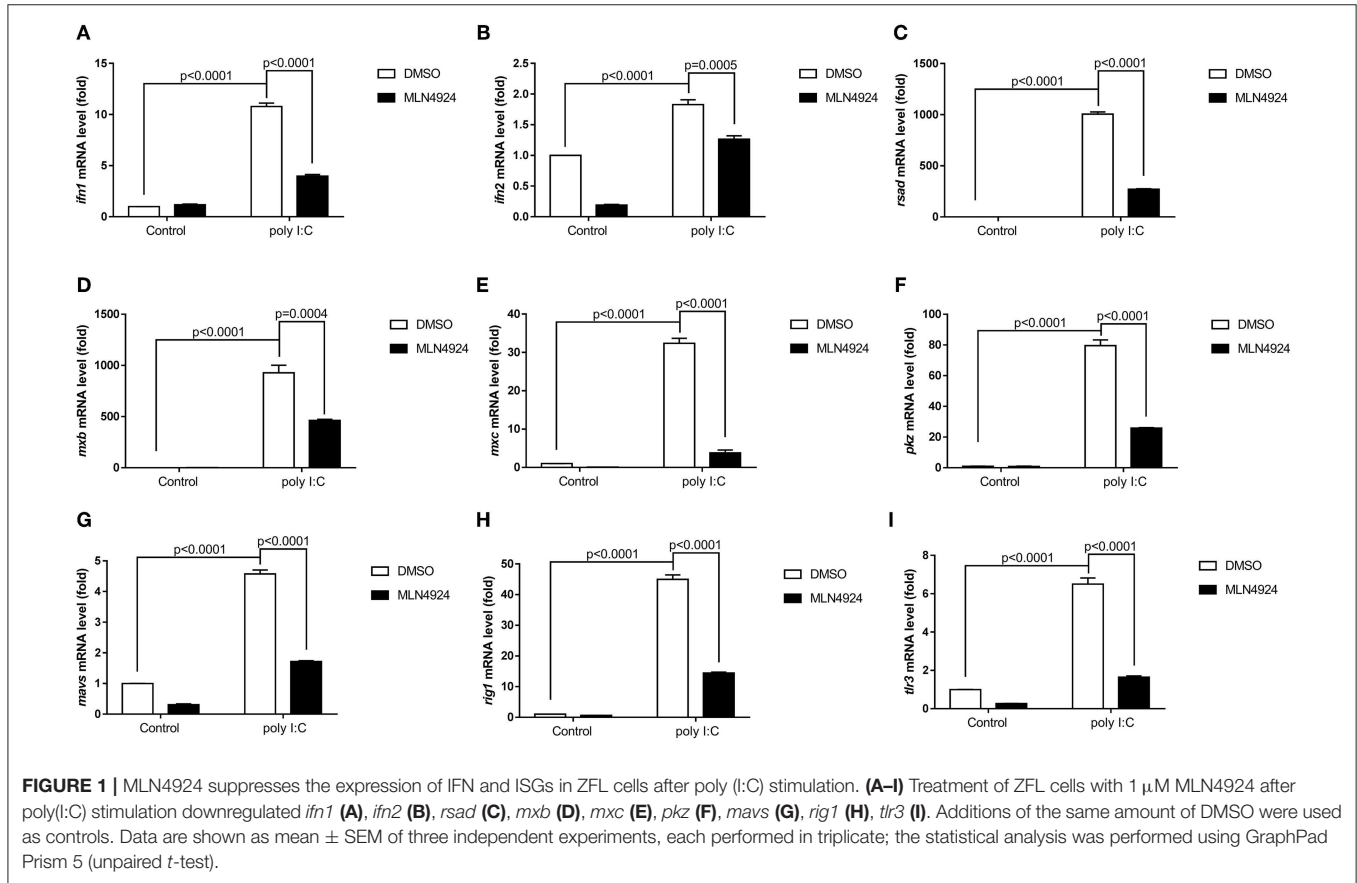 A
ifn1 mRNA level (fold)
15
10
5
0
p<0.0001
p<0.0001
DMSO
MLN4924
Control
poly I:C
B
ifn2 mRNA level (fold)
2.5
2.0
1.5
1.0
0.5
0.0
p<0.0001
p=0.0005
DMSO
MLN4924
Control
poly I:C
C
rsad mRNA level (fold)
1500
1000
500
0
p<0.0001
p<0.0001
DMSO
MLN4924
Control
poly I:C
D
mxb mRNA level (fold)
1500
1000
500
0
p<0.0001
p=0.0004
DMSO
MLN4924
Control
poly I:C
E
mxc mRNA level (fold)
40
30
20
10
0
p<0.0001
p<0.0001
DMSO
MLN4924
Control
poly I:C
F
pkz mRNA level (fold)
100
80
60
40
20
0
p<0.0001
p<0.0001
DMSO
MLN4924
Control
poly I:C
G
mavs mRNA level (fold)
5
4
3
2
1
0
p<0.0001
p<0.0001
DMSO
MLN4924
Control
poly I:C
H
rig1 mRNA level (fold)
50
40
30
20
10
0
p<0.0001
p<0.0001
DMSO
MLN4924
Control
poly I:C
I
tlr3 mRNA level (fold)
8
6
4
2
0
p<0.0001
p<0.0001
DMSO
MLN4924
Control
poly I:C
FIGURE 1 | MLN4924 suppresses the expression of IFN and ISGs in ZFL cells after poly (I:C) stimulation. (A–I) Treatment of ZFL cells with 1 μM MLN4924 after
poly(I:C) stimulation downregulated ifn1 (A), ifn2 (B), rsad (C), mxb (D), mxc (E), pkz (F), mavs (G), rig1 (H), tlr3 (I). Additions of the same amount of DMSO were used
as controls. Data are shown as mean ± SEM of three independent experiments, each performed in triplicate; the statistical analysis was performed using GraphPad
Prism 5 (unpaired t-test).